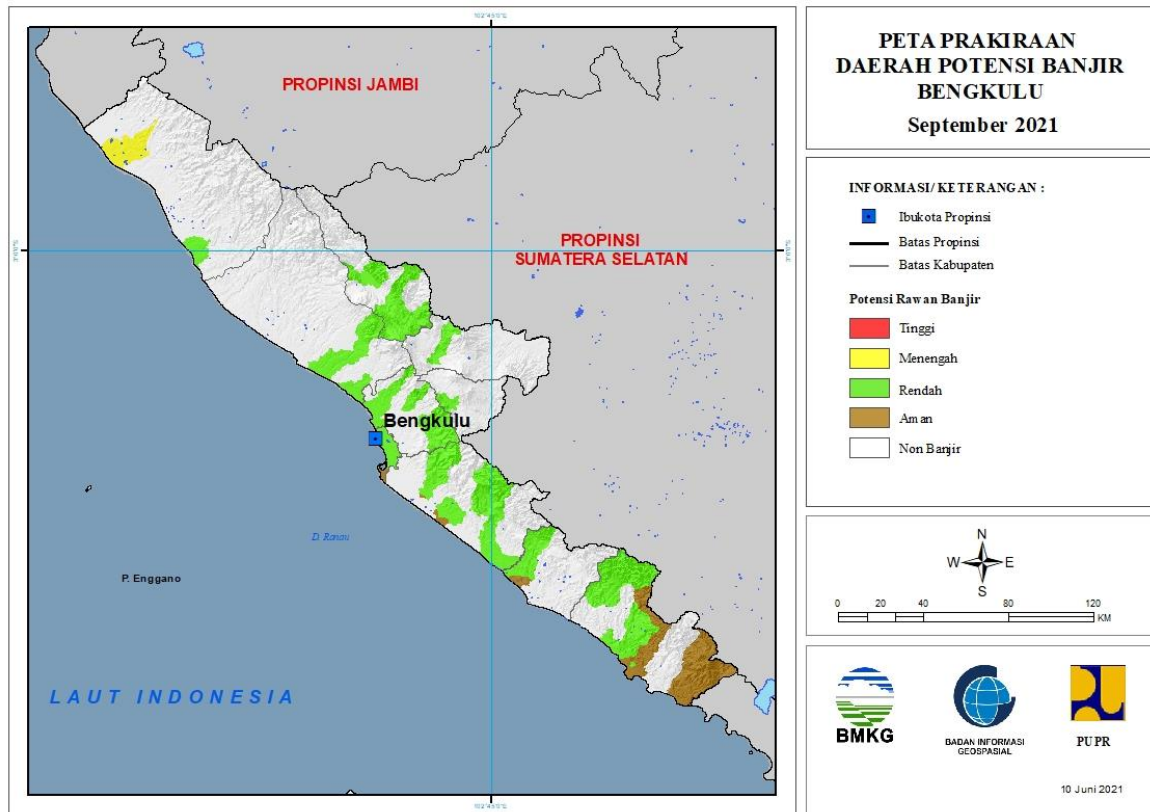 PROPINSI JAMBI
PROPINSI
SUMATERA SELATAN
Bengkulu
D. Ranau
P. Enggano
LAUT INDONESIA
PETA PRAKIRAAN
DAERAH POTENSI BANJIR
BENGKULU
September 2021
INFORMASI/ KETERANGAN :
Ibukota Propinsi
Batas Propinsi
Batas Kabupaten
Potensi Rawan Banjir
Tinggi
Menengah
Rendah
Aman
Non Banjir
N
W E
S
0 20 40 80 120
KM
BMKG
BADAN INFORMASI
GEOSPASIAL
PUPR
10 Juni 2021